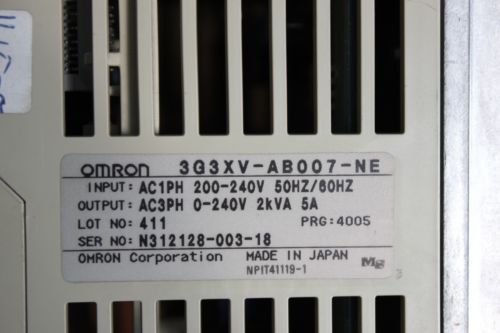 OMRON 3G3XV-AB007-NE
INPUT: AC1PH 200-240V 50HZ/60HZ
OUTPUT: AC3PH 0-240V 2kVA 5A
LOT NO: 411 PRG: 4005
SER NO: N312128-003-18
OMRON Corporation MADE IN JAPAN
NPIT41119-1